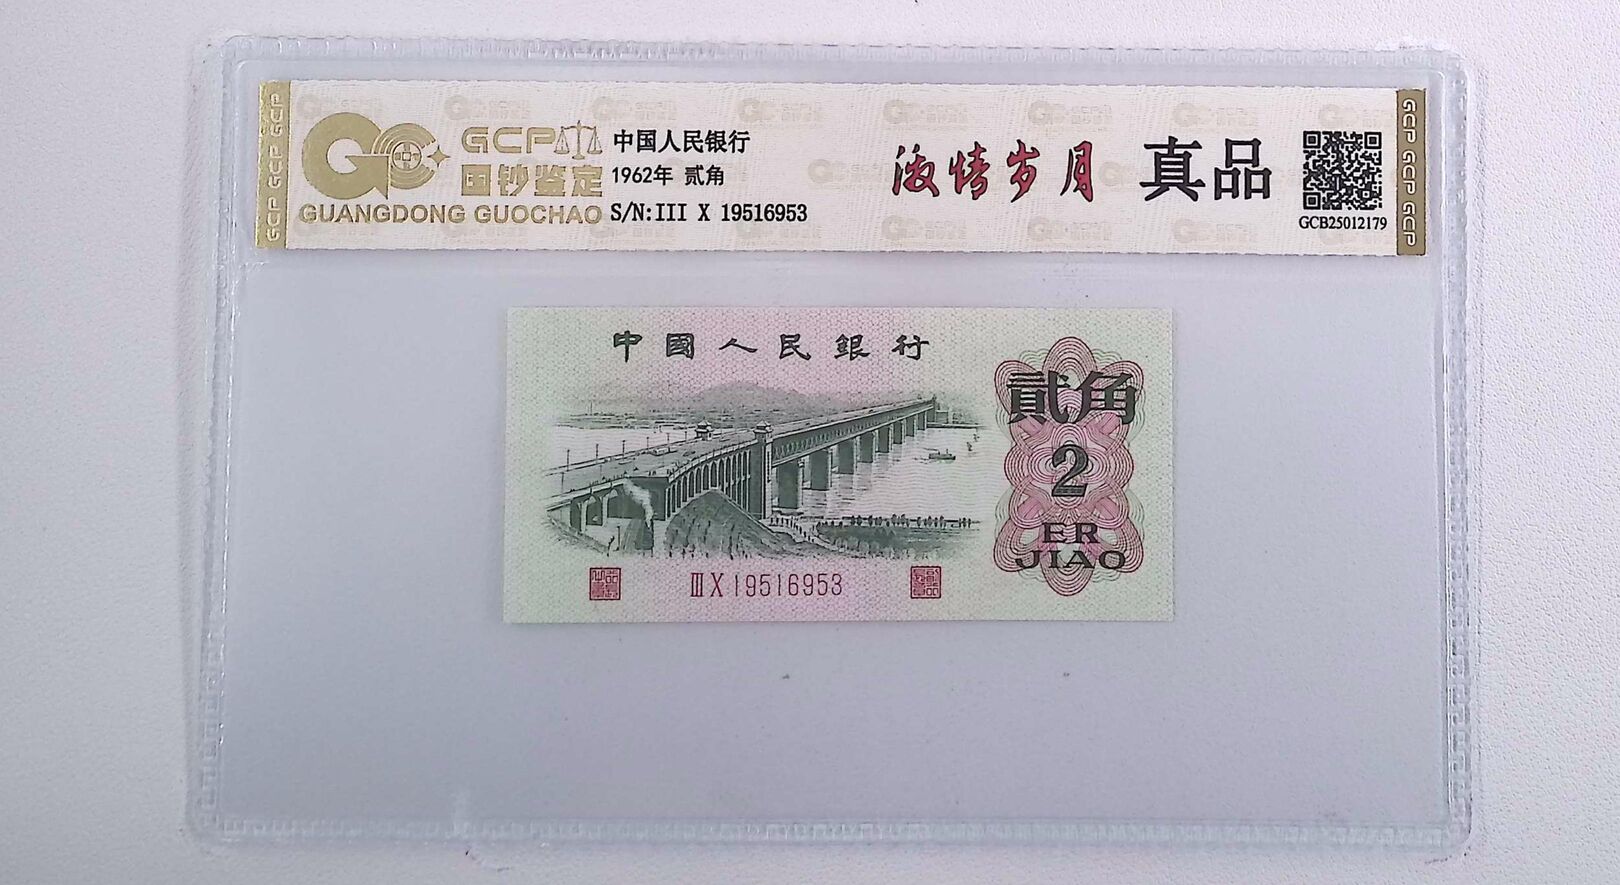 GCP GCP GCP
GCP
国钞鉴定
GUANGDONG GUOCHAO
中国人民银行
1962年 贰角
S/N:III X 19516953
激情岁月
真品
GCB25012179
GCP GCP GCP
中國人民銀行
貳角
2
ER
JIAO
III X 19516953